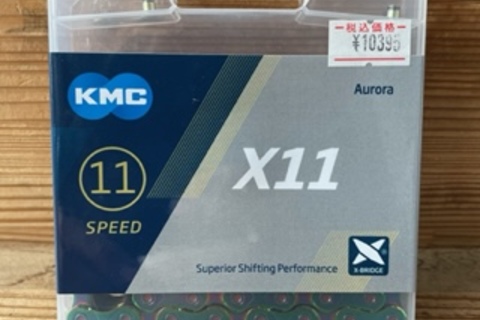 税込価格
¥10395
KMC
Aurora
11
SPEED
X11
Superior Shifting Performance
X
X-BRIDGE